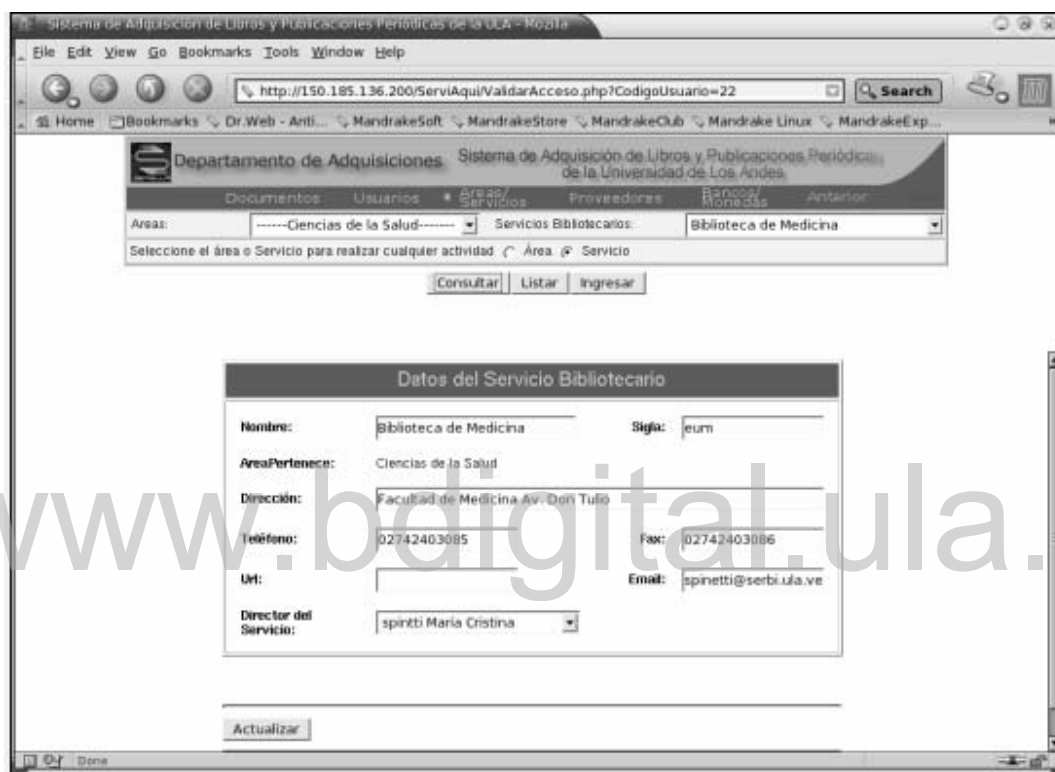 Sistema de Adquisición de Libros y Publicaciones Periódicas de la ULA - Mozilla
File Edit View Go Bookmarks Tools Window Help
http://150.185.136.200/ServiAqui/ValidarAcceso.php?CodigoUsuario=22 Search
Home Bookmarks Dr.Web - Anti... MandrakeSoft MandrakeStore MandrakeClub Mandrake Linux MandrakeExp...
Departamento de Adquisiciones Sistema de Adquisición de Libros y Publicaciones Periódicas
de la Universidad de Los Andes
Documentos Usuarios Áreas/ Servicios Proveedores Bancos/ Monedas Anterior
Areas: ------Ciencias de la Salud------- Servicios Bibliotecarios: Biblioteca de Medicina
Seleccione el área o Servicio para realizar cualquier actividad Área Servicio
Consultar Listar Ingresar
Datos del Servicio Bibliotecario
Nombre: Biblioteca de Medicina Sigla: eum
AreaPertenece: Ciencias de la Salud
Dirección: Facultad de Medicina Av. Don Tulio
Teléfono: 02742403085 Fax: 02742403086
Url: Email: spinetti@serbi.ula.ve
Director del Servicio: spintti Maria Cristina
Actualizar
Done
www.bdigital.ula.